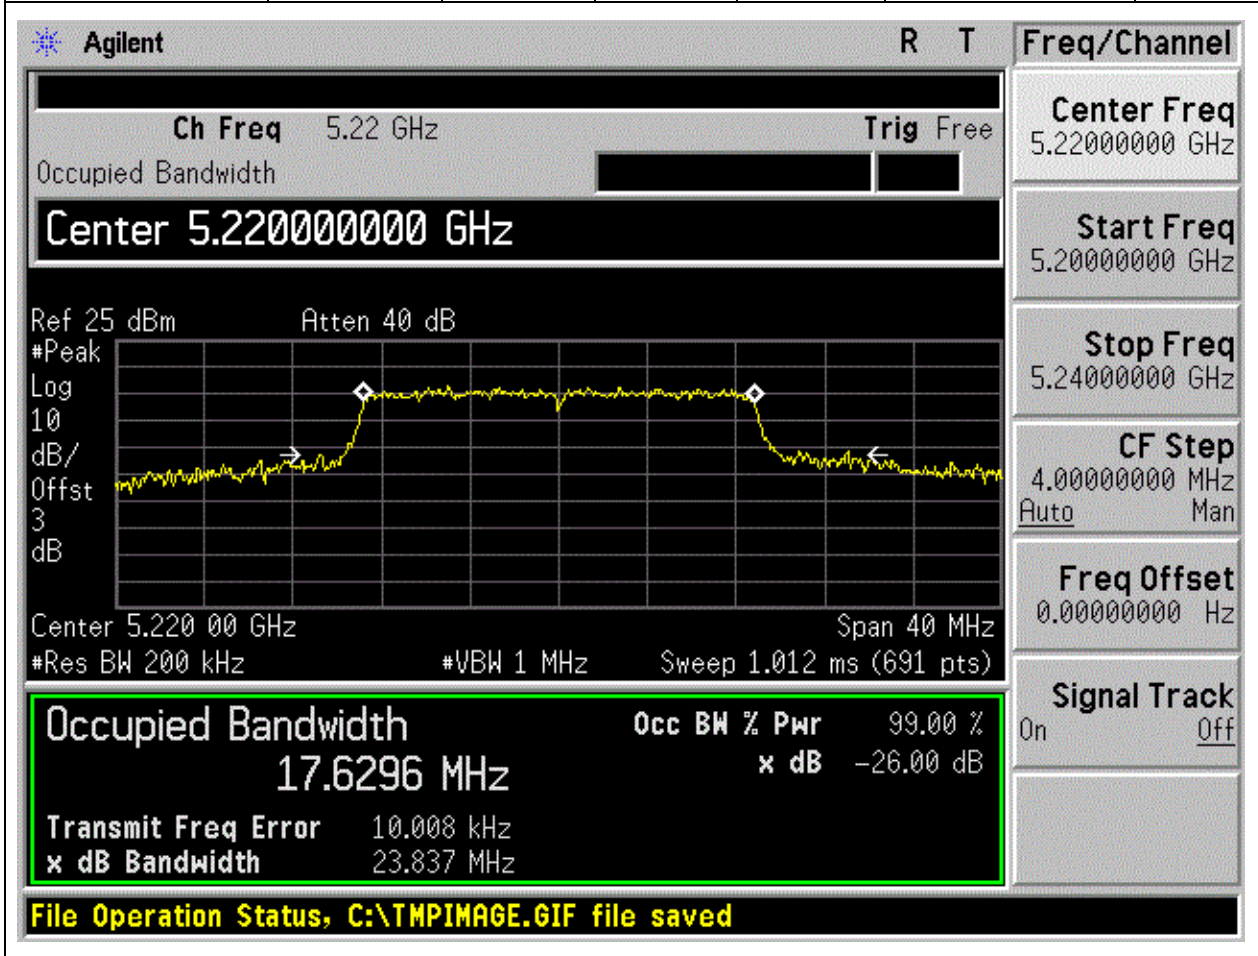 Agilent R T
Freq/Channel
Ch Freq 5.22 GHz Trig Free
Occupied Bandwidth
Center 5.220000000 GHz
Ref 25 dBm Atten 40 dB
#Peak
Log
10
dB/
Offst
3
dB
Center 5.220 00 GHz Span 40 MHz
#Res BW 200 kHz #VBW 1 MHz Sweep 1.012 ms (691 pts)
Occupied Bandwidth Occ BW % Pwr 99.00 %
17.6296 MHz x dB -26.00 dB
Transmit Freq Error 10.008 kHz
x dB Bandwidth 23.837 MHz
File Operation Status, C:\TMPIMAGE.GIF file saved
Center Freq
5.22000000 GHz
Start Freq
5.20000000 GHz
Stop Freq
5.24000000 GHz
CF Step
4.00000000 MHz
Auto Man
Freq Offset
0.00000000 Hz
Signal Track
On Off